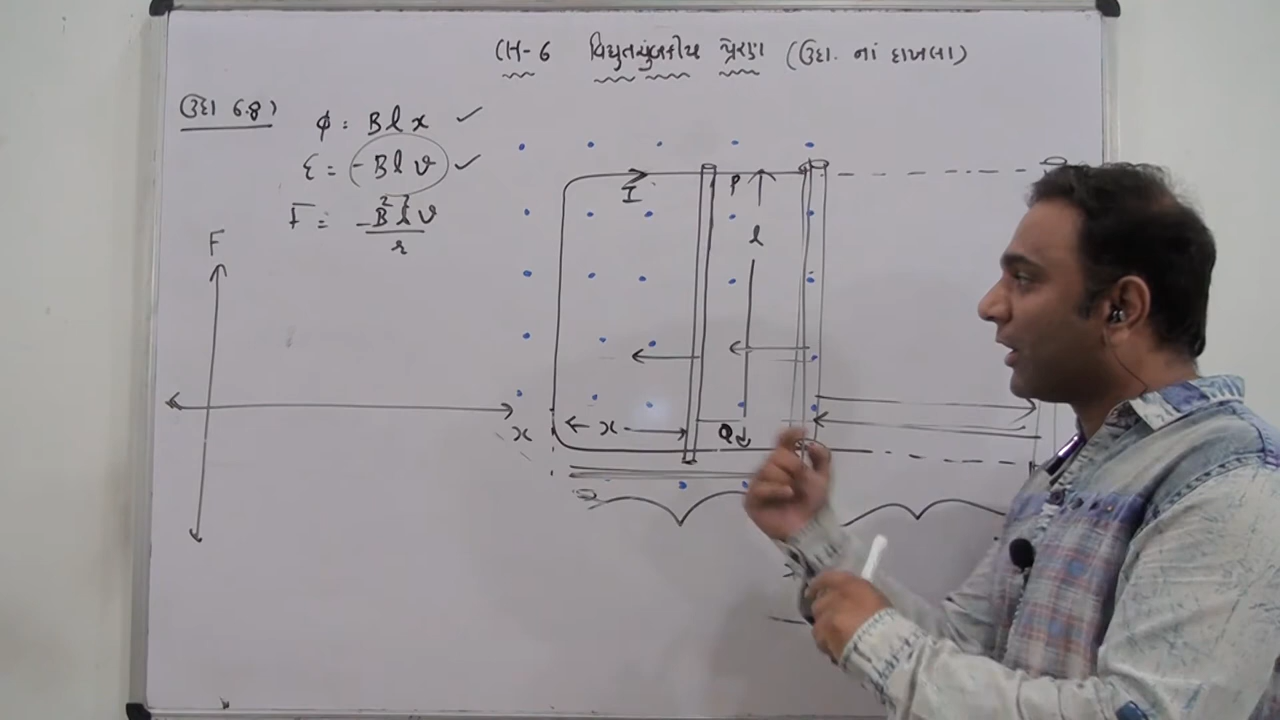 CH-6 વિદ્યુતચુંબકીય પ્રેરણ (ઉદા. નાં દાખલા)
ઉદા 6.8)
φ = Blx ✓
ε = (-Blv) ✓
F = -B²l²v / r
F
x
I
P
l
x
Q